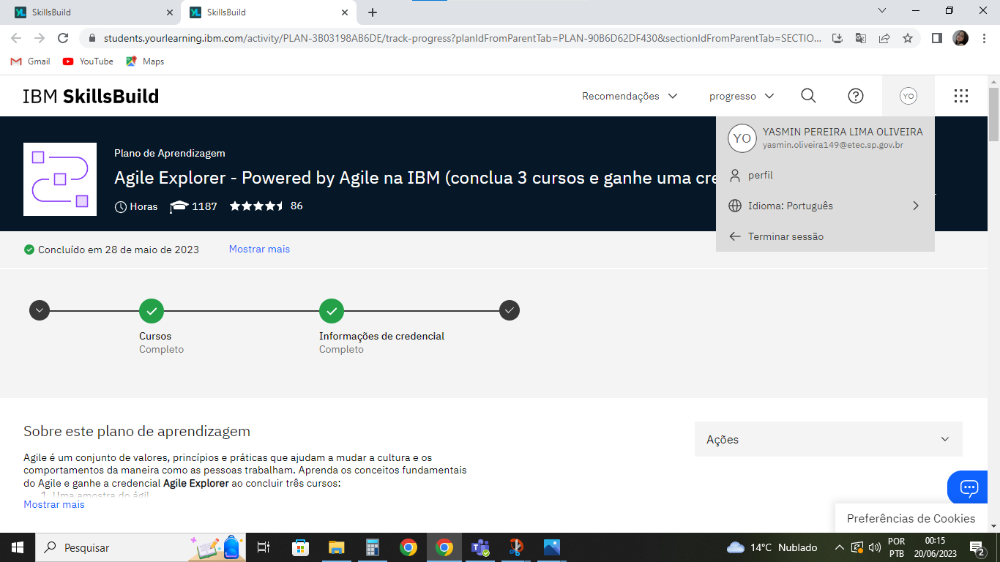 SkillsBuild
SkillsBuild
students.yourlearning.ibm.com/activity/PLAN-3B03198AB6DE/track-progress?planIdFromParentTab=PLAN-90B6D62DF430&sectionIdFromParentTab=SECTIO...
Gmail
YouTube
Maps
IBM SkillsBuild
Recomendações
progresso
YO
YO
YASMIN PEREIRA LIMA OLIVEIRA
yasmin.oliveira149@etec.sp.gov.br
perfil
Idioma: Português
Terminar sessão
Plano de Aprendizagem
Agile Explorer - Powered by Agile na IBM (conclua 3 cursos e ganhe uma cre
Horas
1187
86
Concluído em 28 de maio de 2023
Mostrar mais
Cursos
Completo
Informações de credencial
Completo
Sobre este plano de aprendizagem
Agile é um conjunto de valores, princípios e práticas que ajudam a mudar a cultura e os
comportamentos da maneira como as pessoas trabalham. Aprenda os conceitos fundamentais
do Agile e ganhe a credencial Agile Explorer ao concluir três cursos:
1. Uma amostra do ágil
Mostrar mais
Ações
Preferências de Cookies
Pesquisar
14°C Nublado
POR
PTB
00:15
20/06/2023
2